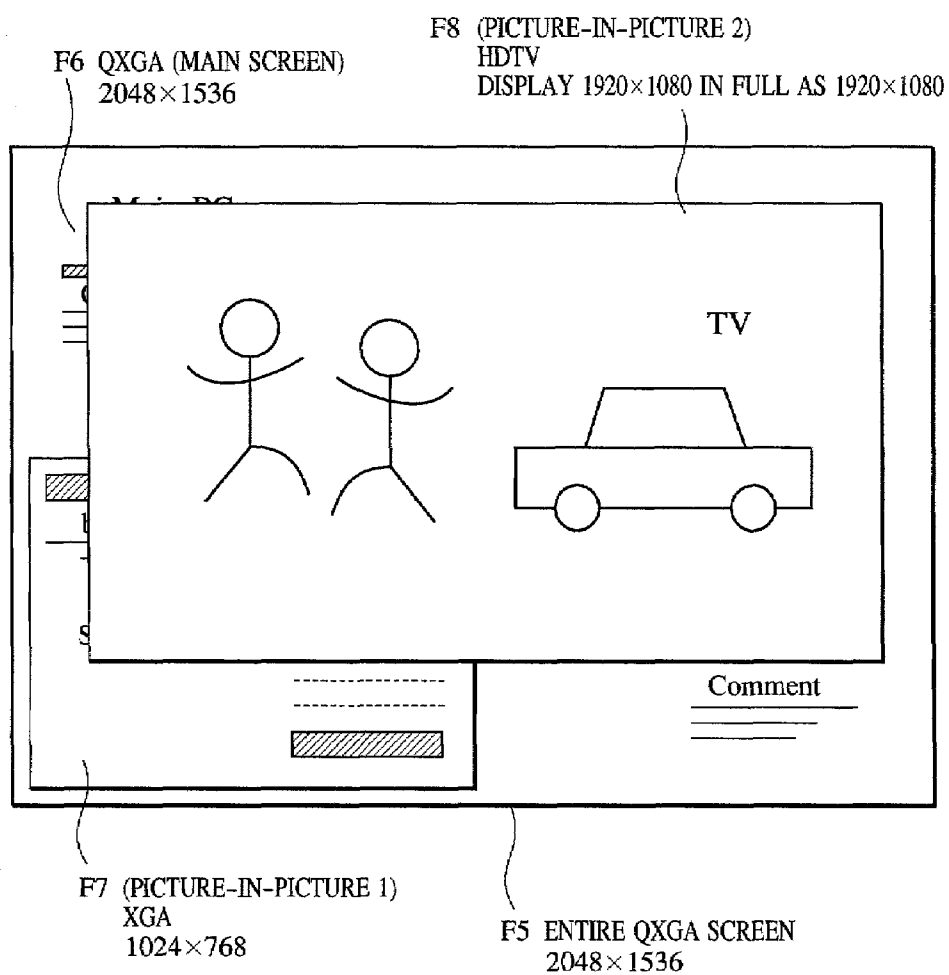 F8 (PICTURE-IN-PICTURE 2)
HDTV
DISPLAY 1920×1080 IN FULL AS 1920×1080
F6 QXGA (MAIN SCREEN)
2048×1536
TV
Comment
F7 (PICTURE-IN-PICTURE 1)
XGA
1024×768
F5 ENTIRE QXGA SCREEN
2048×1536